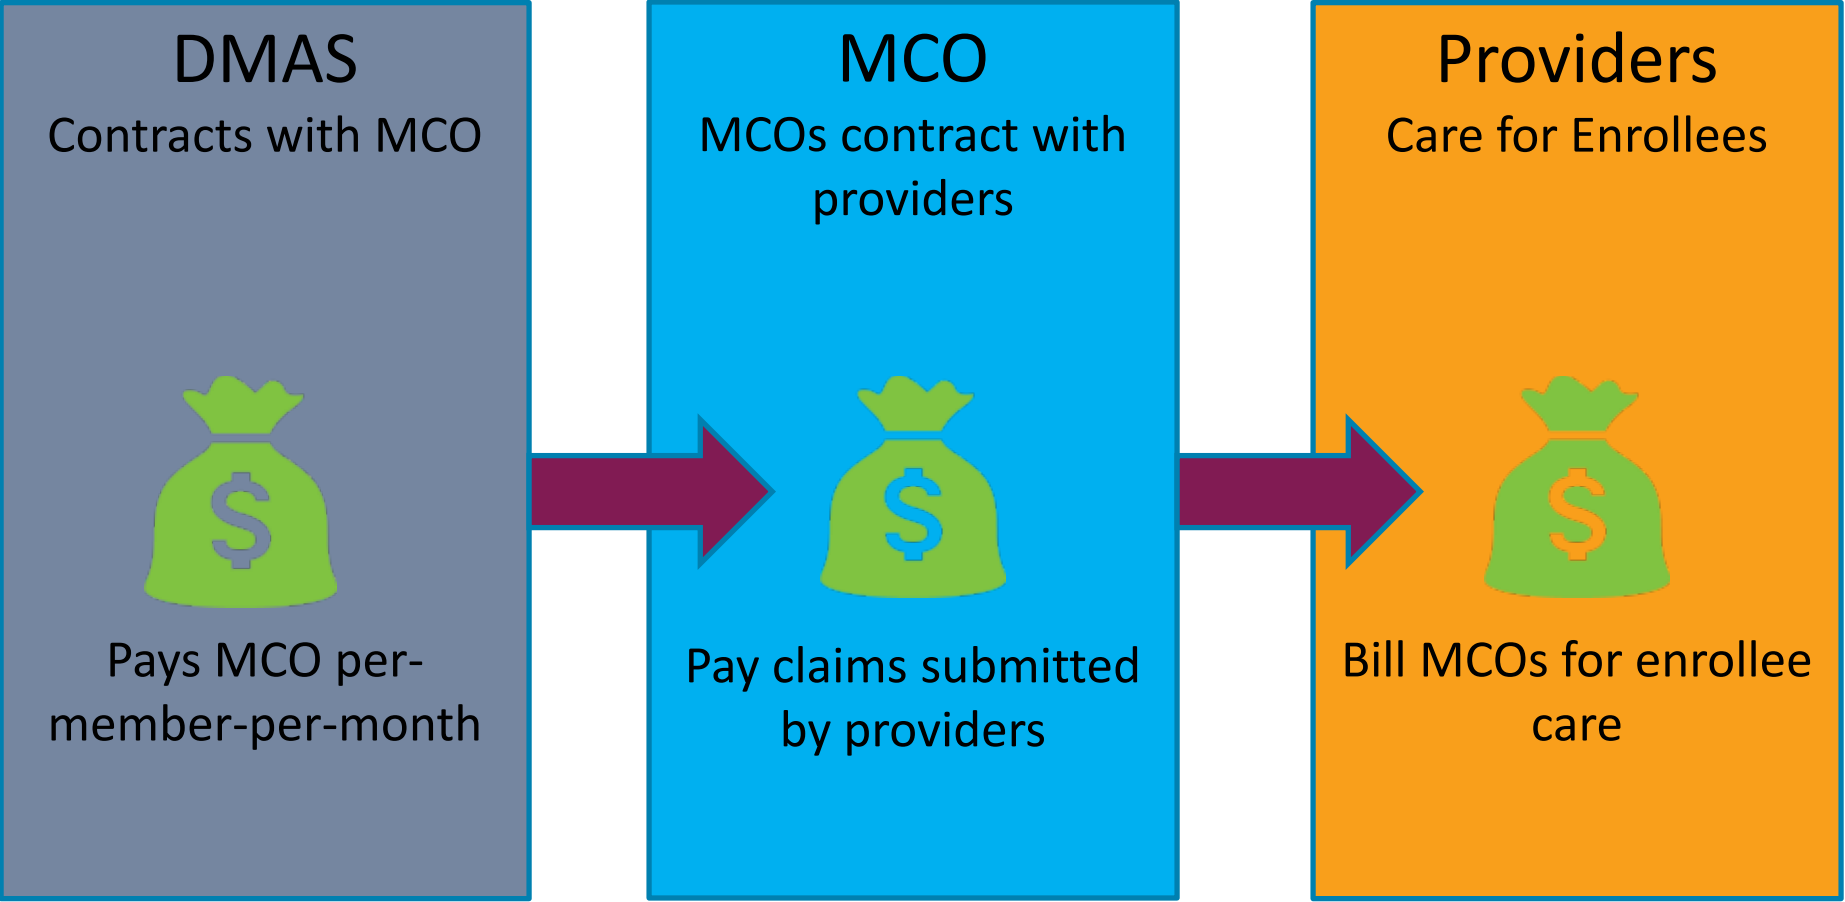 DMAS
Contracts with MCO
$
Pays MCO per-
member-per-month
MCO
MCOs contract with
providers
$
Pay claims submitted
by providers
Providers
Care for Enrollees
$
Bill MCOs for enrollee
care